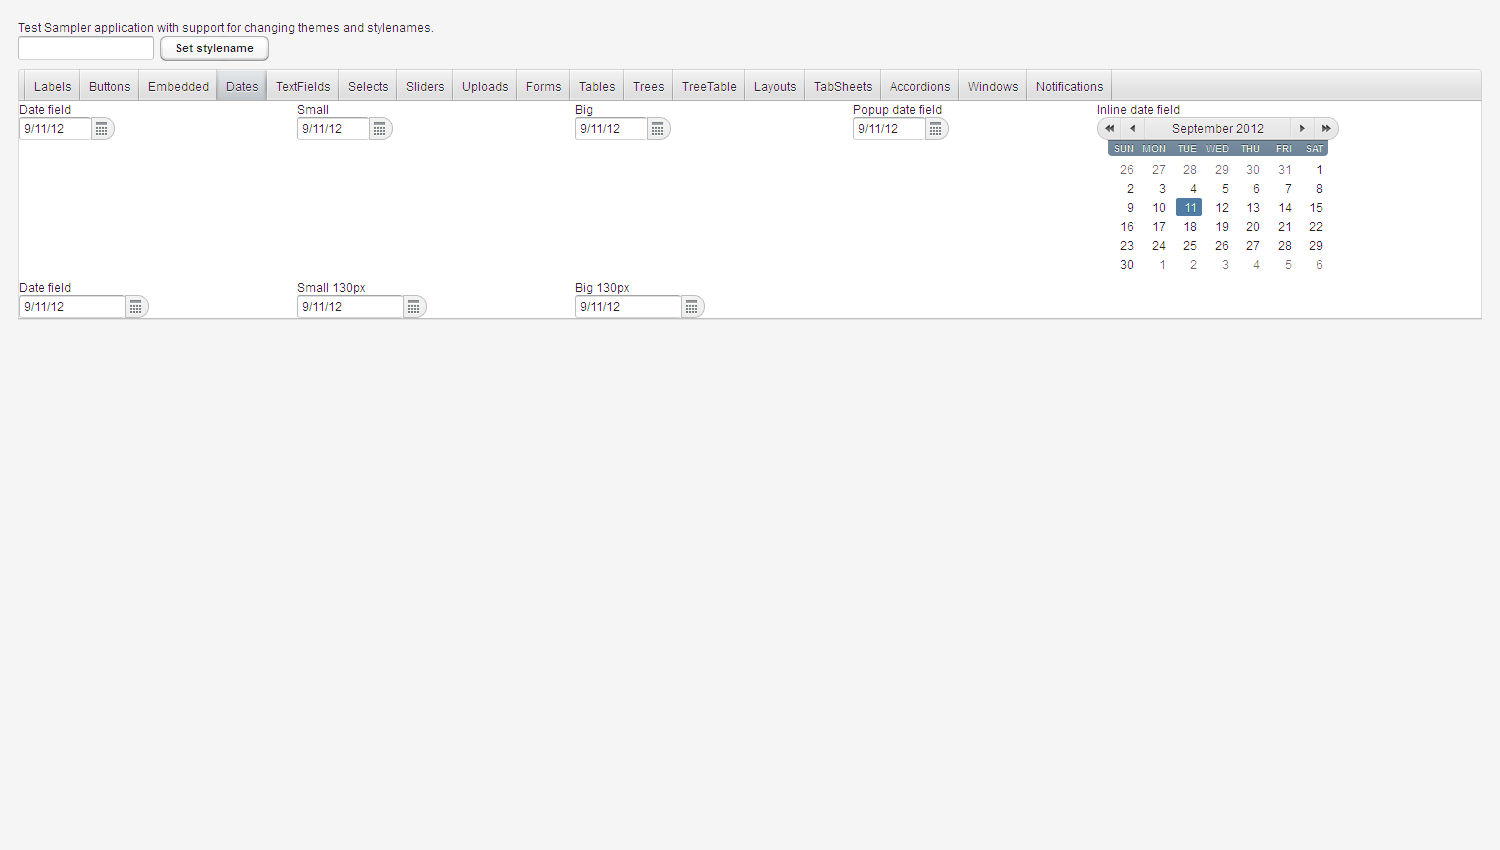 Test Sampler application with support for changing themes and stylenames.
Set stylename
Labels Buttons Embedded Dates TextFields Selects Sliders Uploads Forms Tables Trees TreeTable Layouts TabSheets Accordions Windows Notifications
Date field Small Big Popup date field Inline date field
9/11/12 9/11/12 9/11/12 9/11/12 September 2012
SUN MON TUE WED THU FRI SAT
26 27 28 29 30 31 1
2 3 4 5 6 7 8
9 10 11 12 13 14 15
16 17 18 19 20 21 22
23 24 25 26 27 28 29
30 1 2 3 4 5 6
Date field Small 130px Big 130px
9/11/12 9/11/12 9/11/12